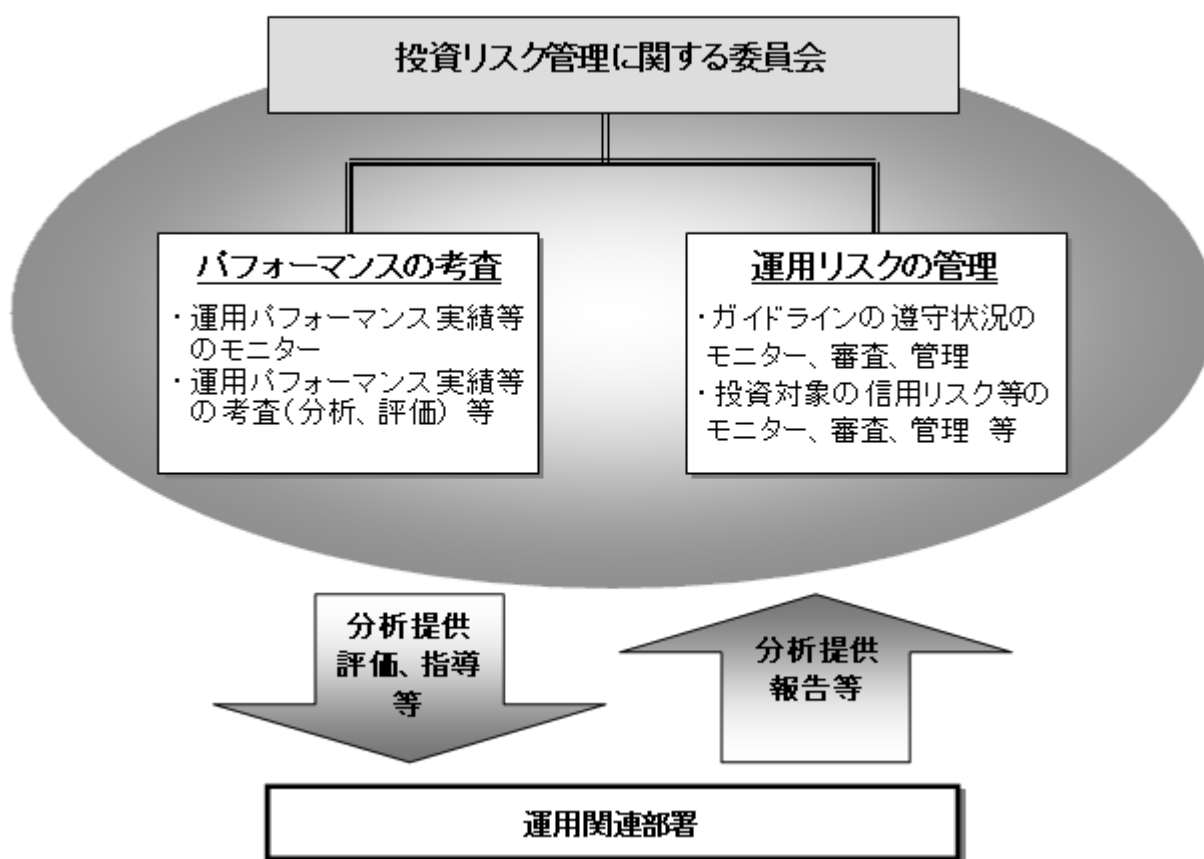 投資リスク管理に関する委員会
パフォーマンスの考査
・運用パフォーマンス実績等
のモニター
・運用パフォーマンス実績等
の考査(分析、評価) 等
運用リスクの管理
・ガイドラインの遵守状況の
モニター、審査、管理
・投資対象の信用リスク等の
モニター、審査、管理 等
分析提供
評価、指導
等
分析提供
報告等
運用関連部署